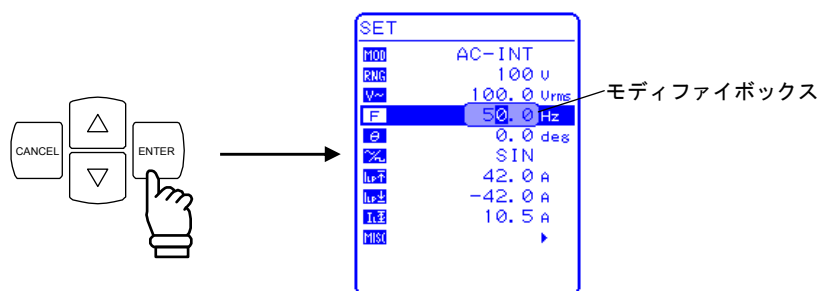 CANCEL
ENTER
SET
MOD AC-INT
RNG 100 V
V~ 100.0 Vrms
F 50.0 Hz
θ 0.0 deg
SIN
42.0 A
-42.0 A
10.5 A
MISC
モディファイボックス